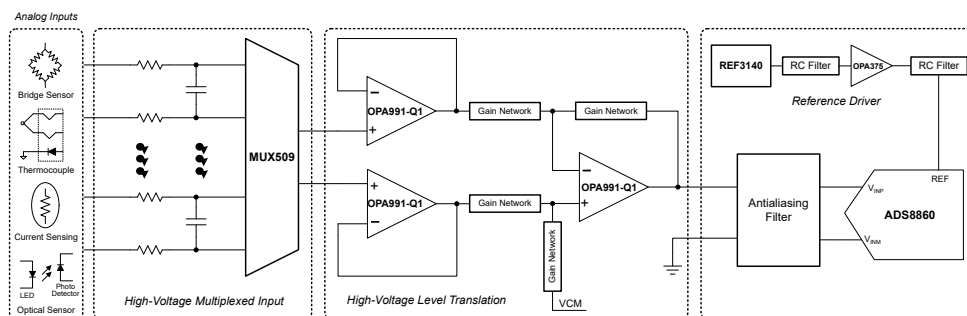 Analog Inputs
Bridge Sensor
Thermocouple
Current Sensing
LED
Photo
Detector
Optical Sensor
MUX509
High-Voltage Multiplexed Input
OPA991-Q1
OPA991-Q1
Gain Network
Gain Network
Gain Network
OPA991-Q1
Gain Network
VCM
High-Voltage Level Translation
REF3140
RC Filter
OPA375
RC Filter
Reference Driver
Antialiasing
Filter
REF
VINP
ADS8860
VINM